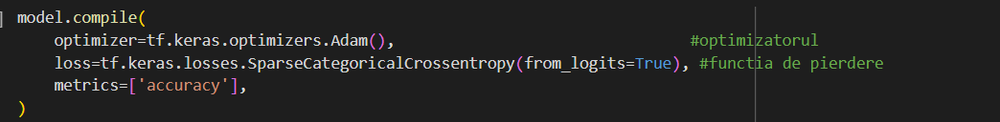 model.compile(
    optimizer=tf.keras.optimizers.Adam(),                               #optimizatorul
    loss=tf.keras.losses.SparseCategoricalCrossentropy(from_logits=True), #functia de pierdere
    metrics=['accuracy'],
)